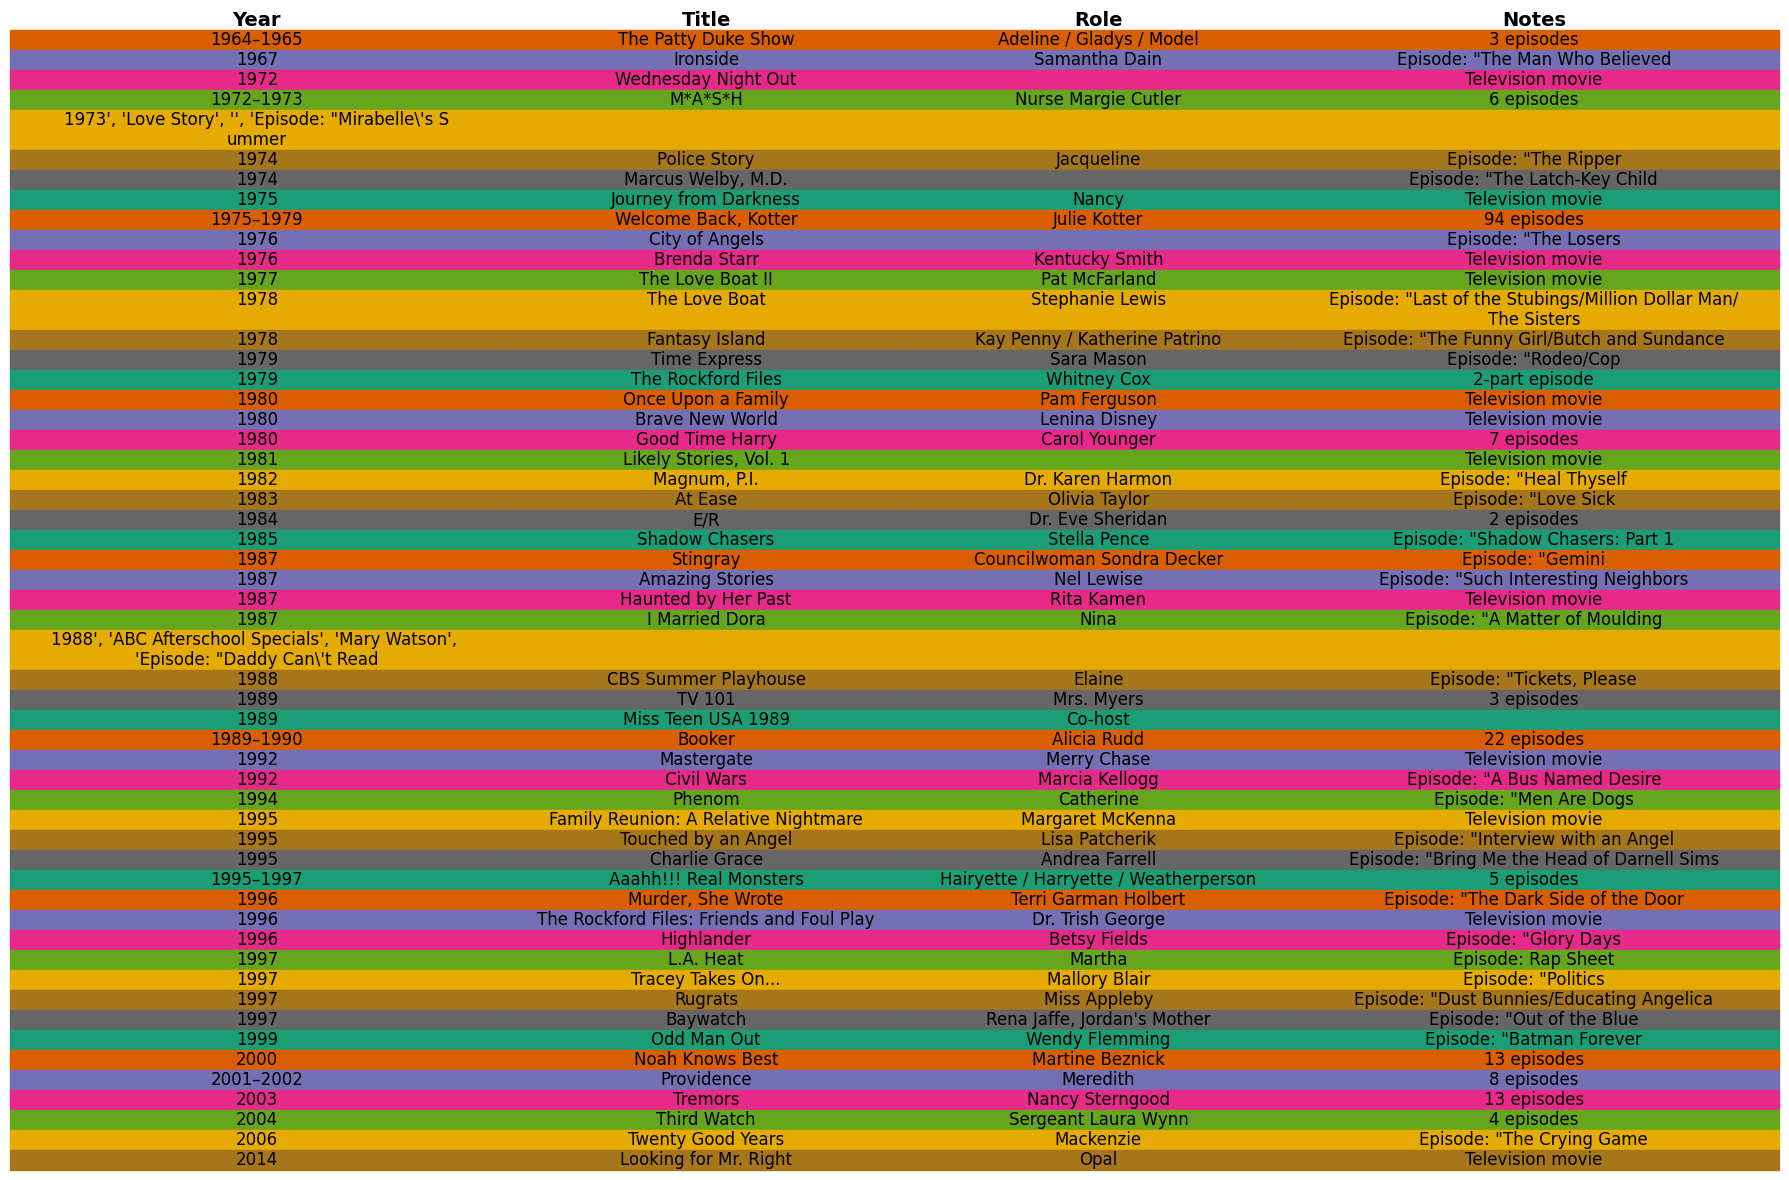 Year Title Role Notes
1964–1965 The Patty Duke Show Adeline / Gladys / Model 3 episodes
1967 Ironside Samantha Dain Episode: "The Man Who Believed
1972 Wednesday Night Out Television movie
1972–1973 M*A*S*H Nurse Margie Cutler 6 episodes
1973', 'Love Story', '', 'Episode: "Mirabelle\'s S
ummer
1974 Police Story Jacqueline Episode: "The Ripper
1974 Marcus Welby, M.D. Episode: "The Latch-Key Child
1975 Journey from Darkness Nancy Television movie
1975–1979 Welcome Back, Kotter Julie Kotter 94 episodes
1976 City of Angels Episode: "The Losers
1976 Brenda Starr Kentucky Smith Television movie
1977 The Love Boat II Pat McFarland Television movie
1978 The Love Boat Stephanie Lewis Episode: "Last of the Stubings/Million Dollar Man/
The Sisters
1978 Fantasy Island Kay Penny / Katherine Patrino Episode: "The Funny Girl/Butch and Sundance
1979 Time Express Sara Mason Episode: "Rodeo/Cop
1979 The Rockford Files Whitney Cox 2-part episode
1980 Once Upon a Family Pam Ferguson Television movie
1980 Brave New World Lenina Disney Television movie
1980 Good Time Harry Carol Younger 7 episodes
1981 Likely Stories, Vol. 1 Television movie
1982 Magnum, P.I. Dr. Karen Harmon Episode: "Heal Thyself
1983 At Ease Olivia Taylor Episode: "Love Sick
1984 E/R Dr. Eve Sheridan 2 episodes
1985 Shadow Chasers Stella Pence Episode: "Shadow Chasers: Part 1
1987 Stingray Councilwoman Sondra Decker Episode: "Gemini
1987 Amazing Stories Nel Lewise Episode: "Such Interesting Neighbors
1987 Haunted by Her Past Rita Kamen Television movie
1987 I Married Dora Nina Episode: "A Matter of Moulding
1988', 'ABC Afterschool Specials', 'Mary Watson',
'Episode: "Daddy Can\'t Read
1988 CBS Summer Playhouse Elaine Episode: "Tickets, Please
1989 TV 101 Mrs. Myers 3 episodes
1989 Miss Teen USA 1989 Co-host
1989–1990 Booker Alicia Rudd 22 episodes
1992 Mastergate Merry Chase Television movie
1992 Civil Wars Marcia Kellogg Episode: "A Bus Named Desire
1994 Phenom Catherine Episode: "Men Are Dogs
1995 Family Reunion: A Relative Nightmare Margaret McKenna Television movie
1995 Touched by an Angel Lisa Patcherik Episode: "Interview with an Angel
1995 Charlie Grace Andrea Farrell Episode: "Bring Me the Head of Darnell Sims
1995–1997 Aaahh!!! Real Monsters Hairyette / Harryette / Weatherperson 5 episodes
1996 Murder, She Wrote Terri Garman Holbert Episode: "The Dark Side of the Door
1996 The Rockford Files: Friends and Foul Play Dr. Trish George Television movie
1996 Highlander Betsy Fields Episode: "Glory Days
1997 L.A. Heat Martha Episode: Rap Sheet
1997 Tracey Takes On... Mallory Blair Episode: "Politics
1997 Rugrats Miss Appleby Episode: "Dust Bunnies/Educating Angelica
1997 Baywatch Rena Jaffe, Jordan's Mother Episode: "Out of the Blue
1999 Odd Man Out Wendy Flemming Episode: "Batman Forever
2000 Noah Knows Best Martine Beznick 13 episodes
2001–2002 Providence Meredith 8 episodes
2003 Tremors Nancy Sterngood 13 episodes
2004 Third Watch Sergeant Laura Wynn 4 episodes
2006 Twenty Good Years Mackenzie Episode: "The Crying Game
2014 Looking for Mr. Right Opal Television movie